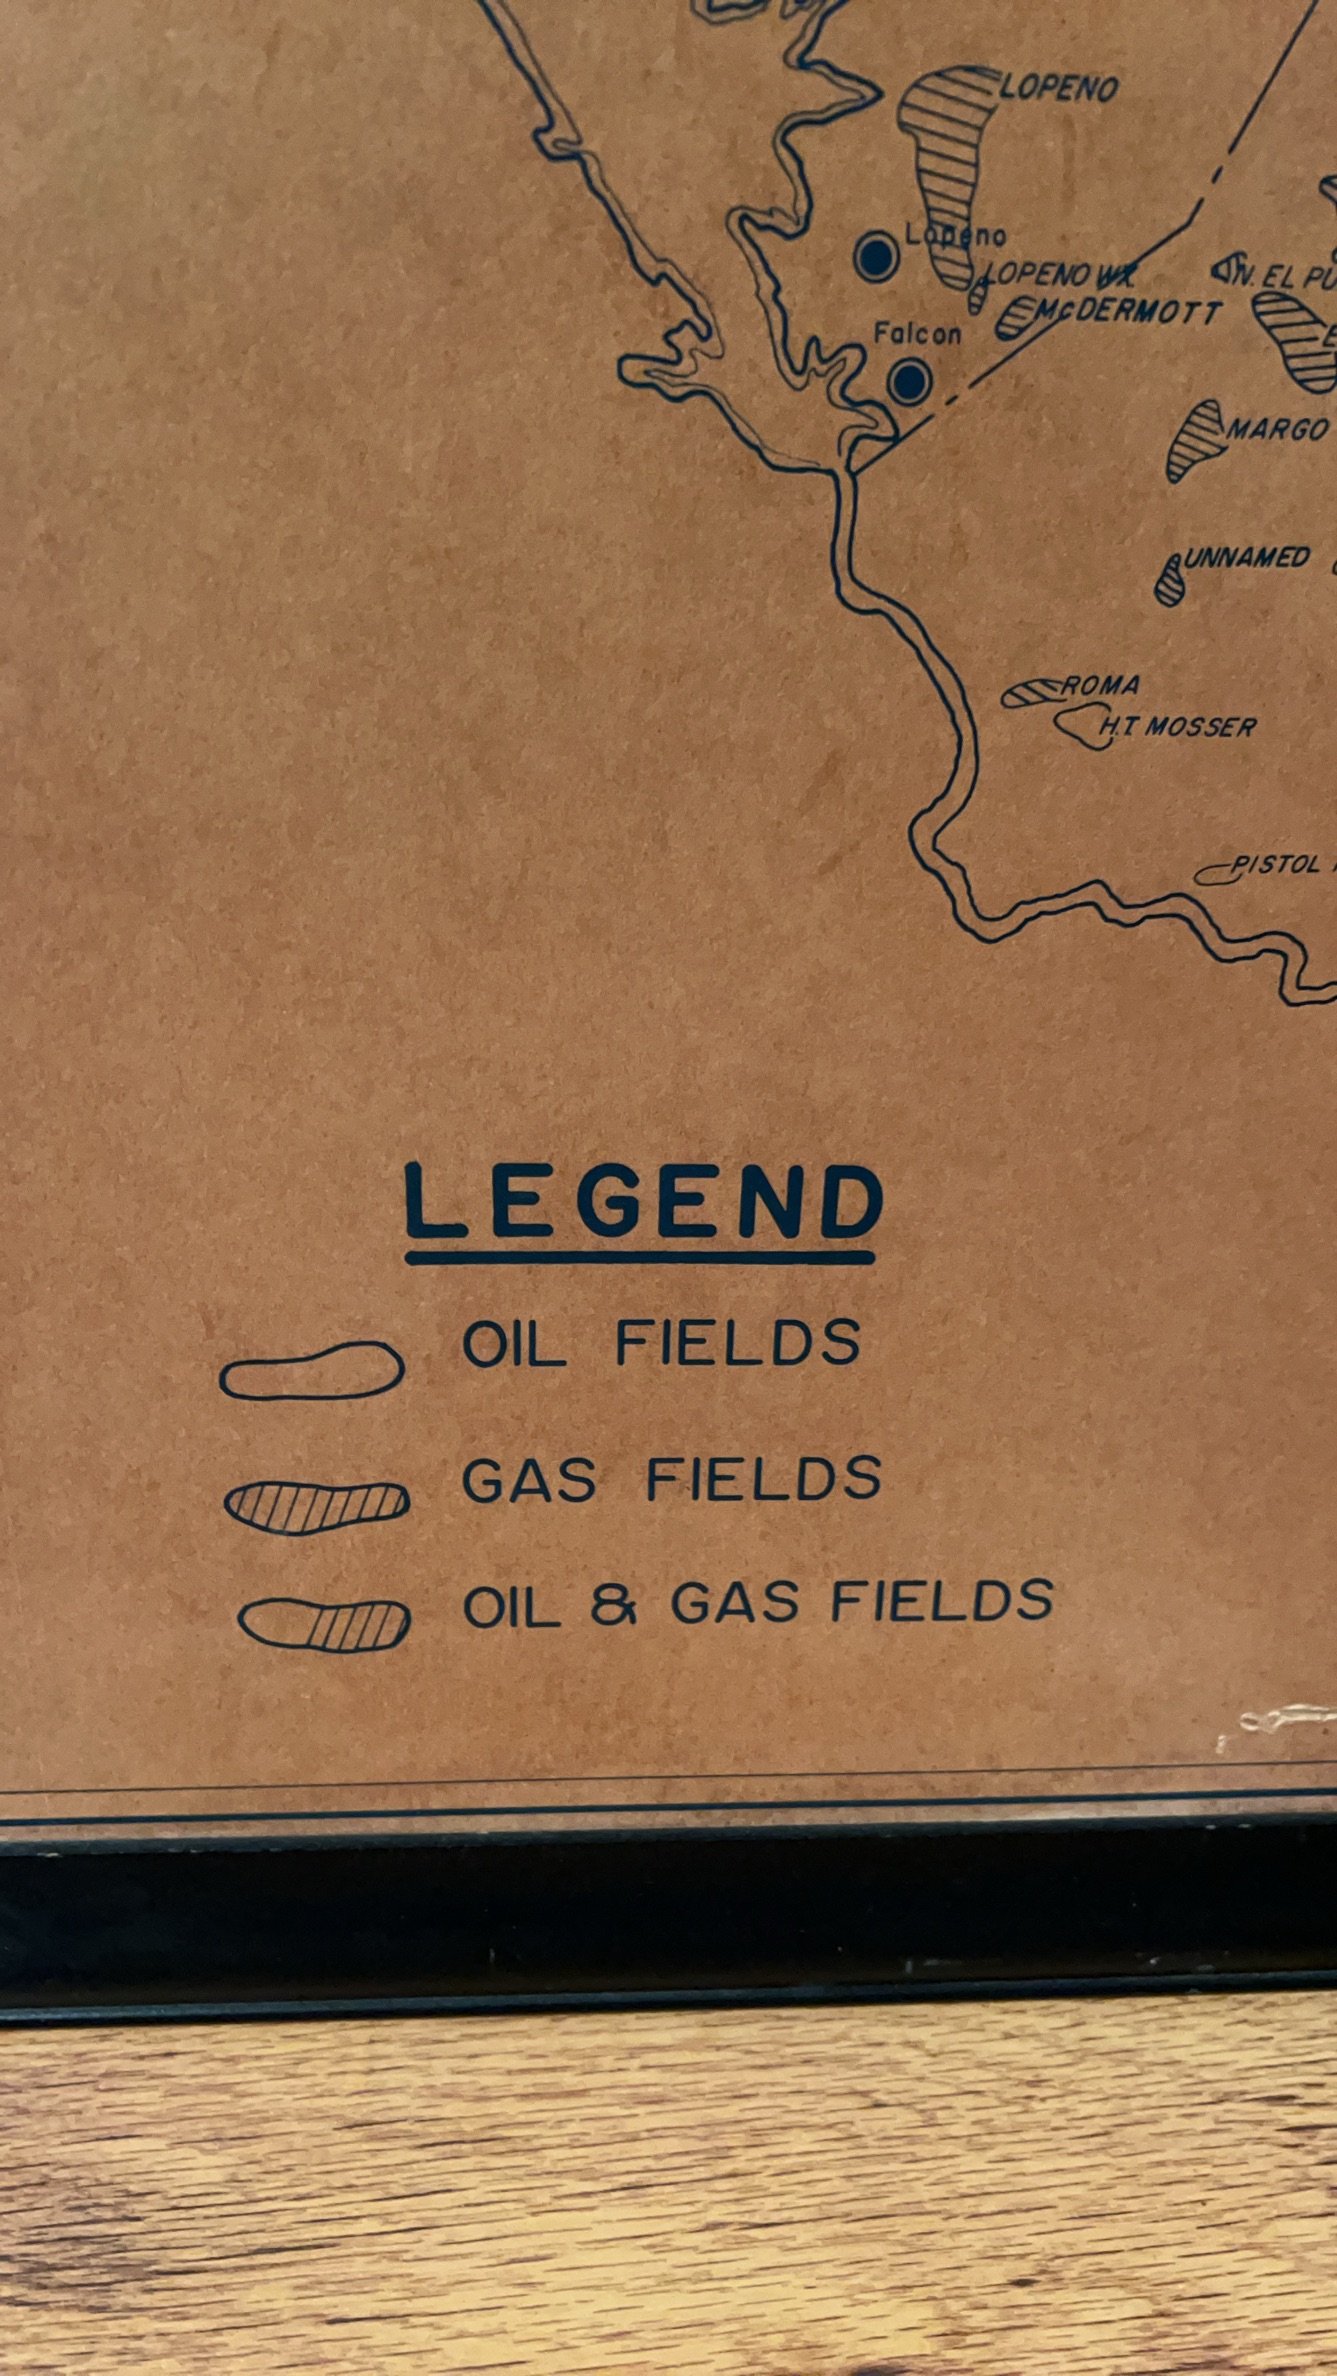 LOPENO
Lopeno
LOPENO WX
N. EL PU
McDERMOTT
Falcon
MARGO
UNNAMED
ROMA
H.T. MOSSER
PISTOL
LEGEND
OIL FIELDS
GAS FIELDS
OIL & GAS FIELDS